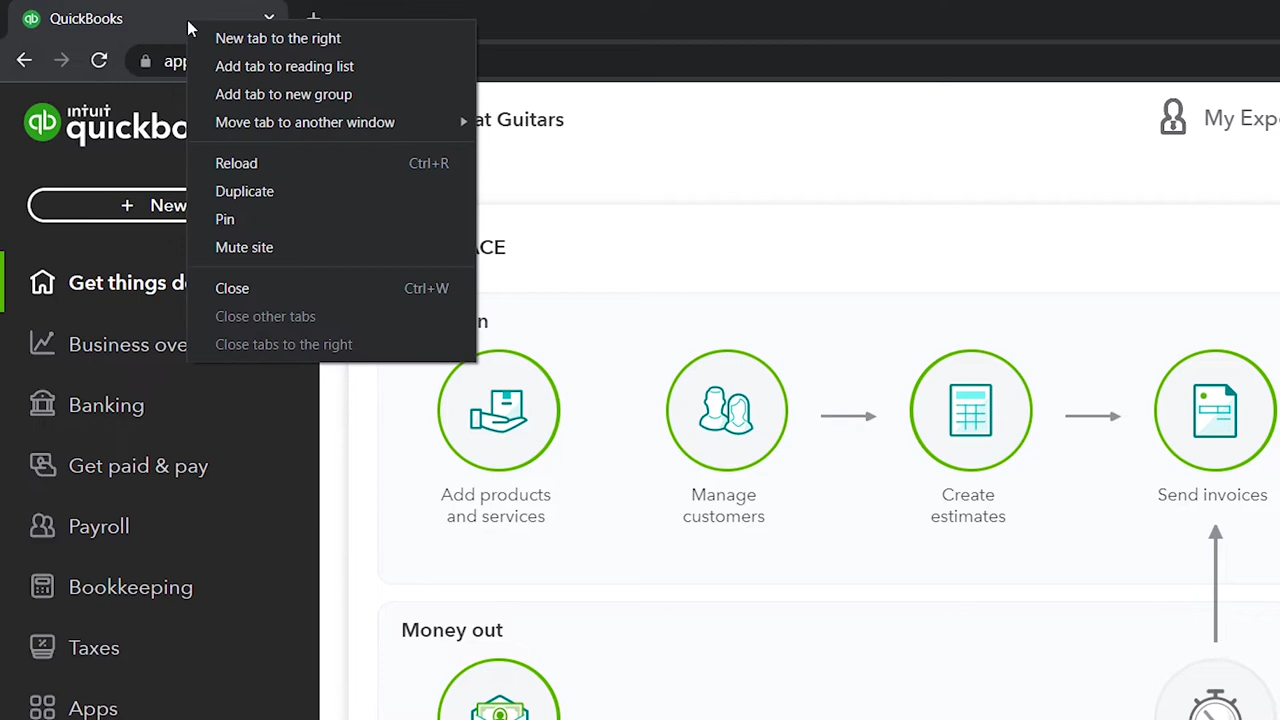 QuickBooks
New tab to the right
Add tab to reading list
Add tab to new group
Move tab to another window
Reload Ctrl+R
Duplicate
Pin
Mute site
Close Ctrl+W
Close other tabs
Close tabs to the right
at Guitars
My Exp
qb
intuit
quickbo
+ New
Get things d
Business ove
Banking
Get paid & pay
Payroll
Bookkeeping
Taxes
Apps
ACE
n
Add products
and services
Manage
customers
Create
estimates
Send invoices
Money out